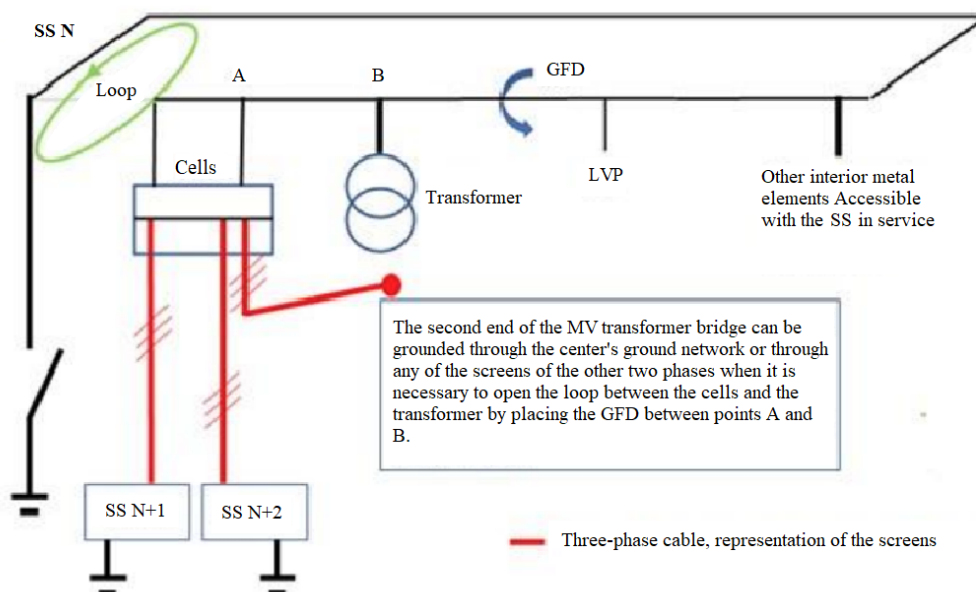 SS N
A
B
GFD
Loop
Cells
Transformer
LVP
Other interior metal
elements Accessible
with the SS in service
The second end of the MV transformer bridge can be
grounded through the center's ground network or through
any of the screens of the other two phases when it is
necessary to open the loop between the cells and the
transformer by placing the GFD between points A and
B.
SS N+1
SS N+2
Three-phase cable, representation of the screens